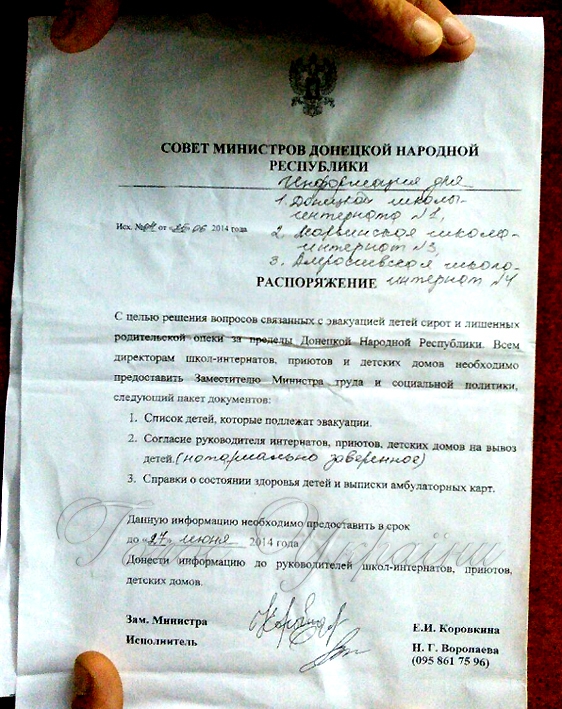 СОВЕТ МИНИСТРОВ ДОНЕЦКОЙ НАРОДНОЙ
РЕСПУБЛИКИ
Информация для
1. Донецкой школы-
интерната №1,
Исх. № от «26» 06 2014 года
2. Марьинская школа-
интернат №3,
3. Амвросиевская школа-
интернат №4
РАСПОРЯЖЕНИЕ
С целью решения вопросов связанных с эвакуацией детей сирот и лишенных
родительской опеки за пределы Донецкой Народной Республики. Всем
директорам школ-интернатов, приютов и детских домов необходимо
предоставить Заместителю Министра труда и социальной политики,
следующий пакет документов:
1. Список детей, которые подлежат эвакуации.
2. Согласие руководителя интернатов, приютов, детских домов на вывоз
детей. (нотариально заверенное)
3. Справки о состоянии здоровья детей и выписки амбулаторных карт.
Данную информацию необходимо предоставить в срок
до «27» июня 2014 года
Голос України
Донести информацию до руководителей школ-интернатов, приютов,
детских домов.
Зам. Министра Е.И. Коровкина
Исполнитель Н. Г. Воропаева
(095 861 75 96)